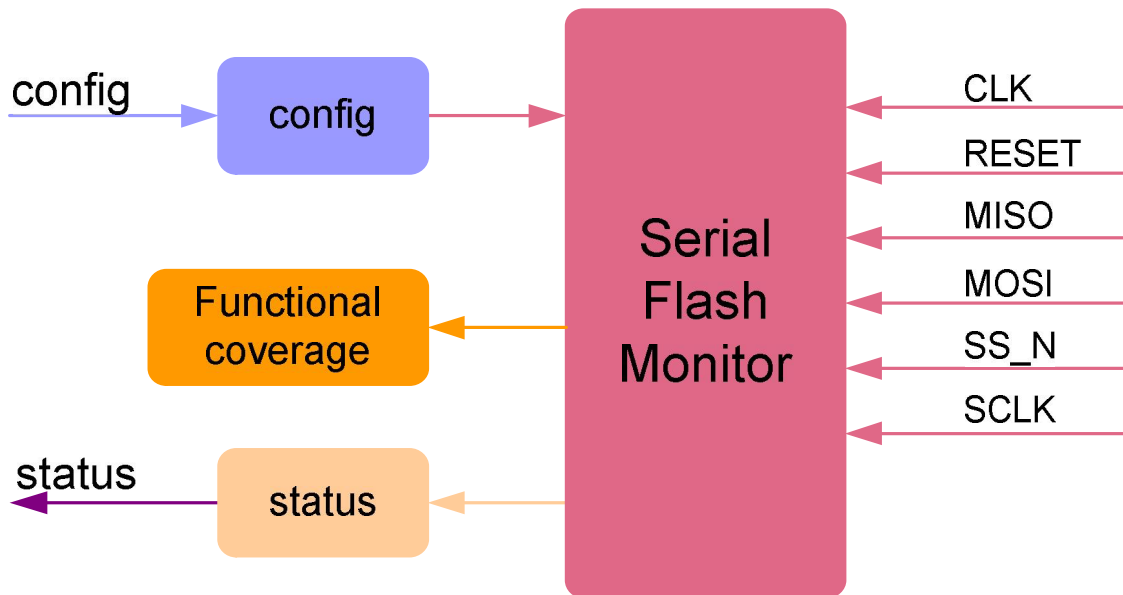 config
config
Functional
coverage
status
status
Serial
Flash
Monitor
CLK
RESET
MISO
MOSI
SS_N
SCLK